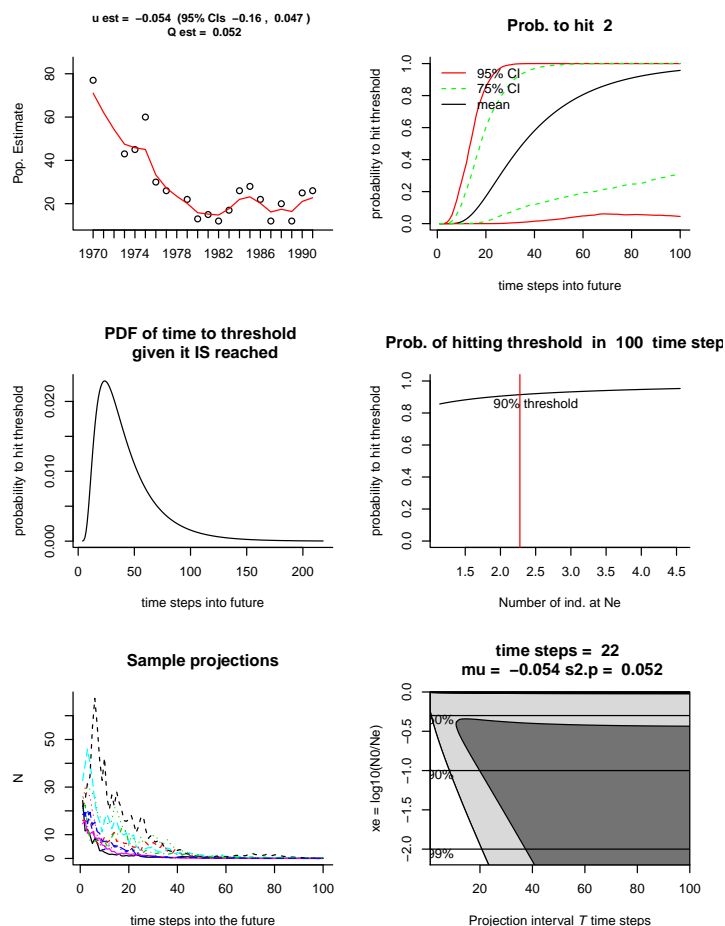 u est = −0.054 (95% CIs −0.16 , 0.047 )
Q est = 0.052
Pop. Estimate
80
60
40
20
1970 1974 1978 1982 1986 1990
Prob. to hit 2
probability to hit threshold
1.0
0.8
0.6
0.4
0.2
0.0
95% CI
75% CI
mean
0 20 40 60 80 100
time steps into future
PDF of time to threshold
given it IS reached
probability to hit threshold
0.020
0.010
0.000
0 50 100 150 200
time steps into future
Prob. of hitting threshold in 100 time step
probability to hit threshold
1.0
0.8
0.6
0.4
0.2
0.0
90% threshold
1.5 2.0 2.5 3.0 3.5 4.0 4.5
Number of ind. at Ne
Sample projections
N
50
30
10
0
0 20 40 60 80 100
time steps into the future
time steps = 22
mu = −0.054 s2.p = 0.052
xe = log10(N0/Ne)
0.0
−0.5
−1.0
−1.5
−2.0
90%
99%
20 40 60 80 100
Projection interval T time steps